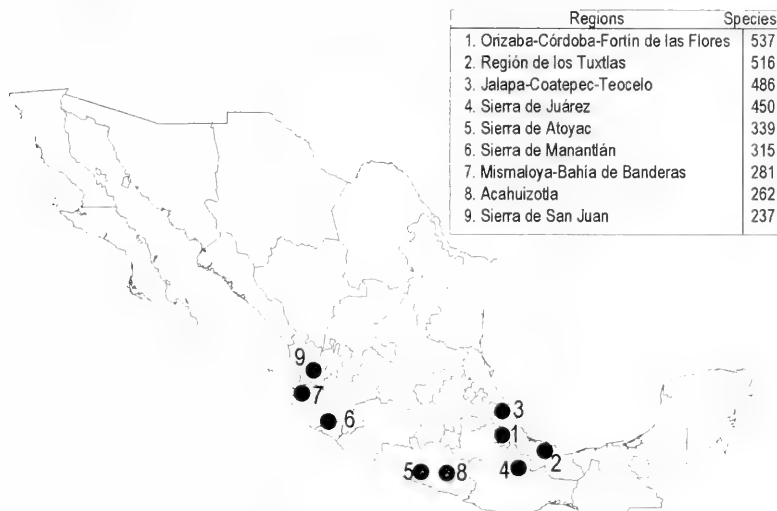 Regions Species
1. Orizaba-Córdoba-Fortín de las Flores 537
2. Región de los Tuxtlas 516
3. Jalapa-Coatepec-Teocelo 486
4. Sierra de Juárez 450
5. Sierra de Atoyac 339
6. Sierra de Manantlán 315
7. Mismaloya-Bahía de Banderas 281
8. Acahuizotla 262
9. Sierra de San Juan 237
9
7
6
3
1
2
4
5
8